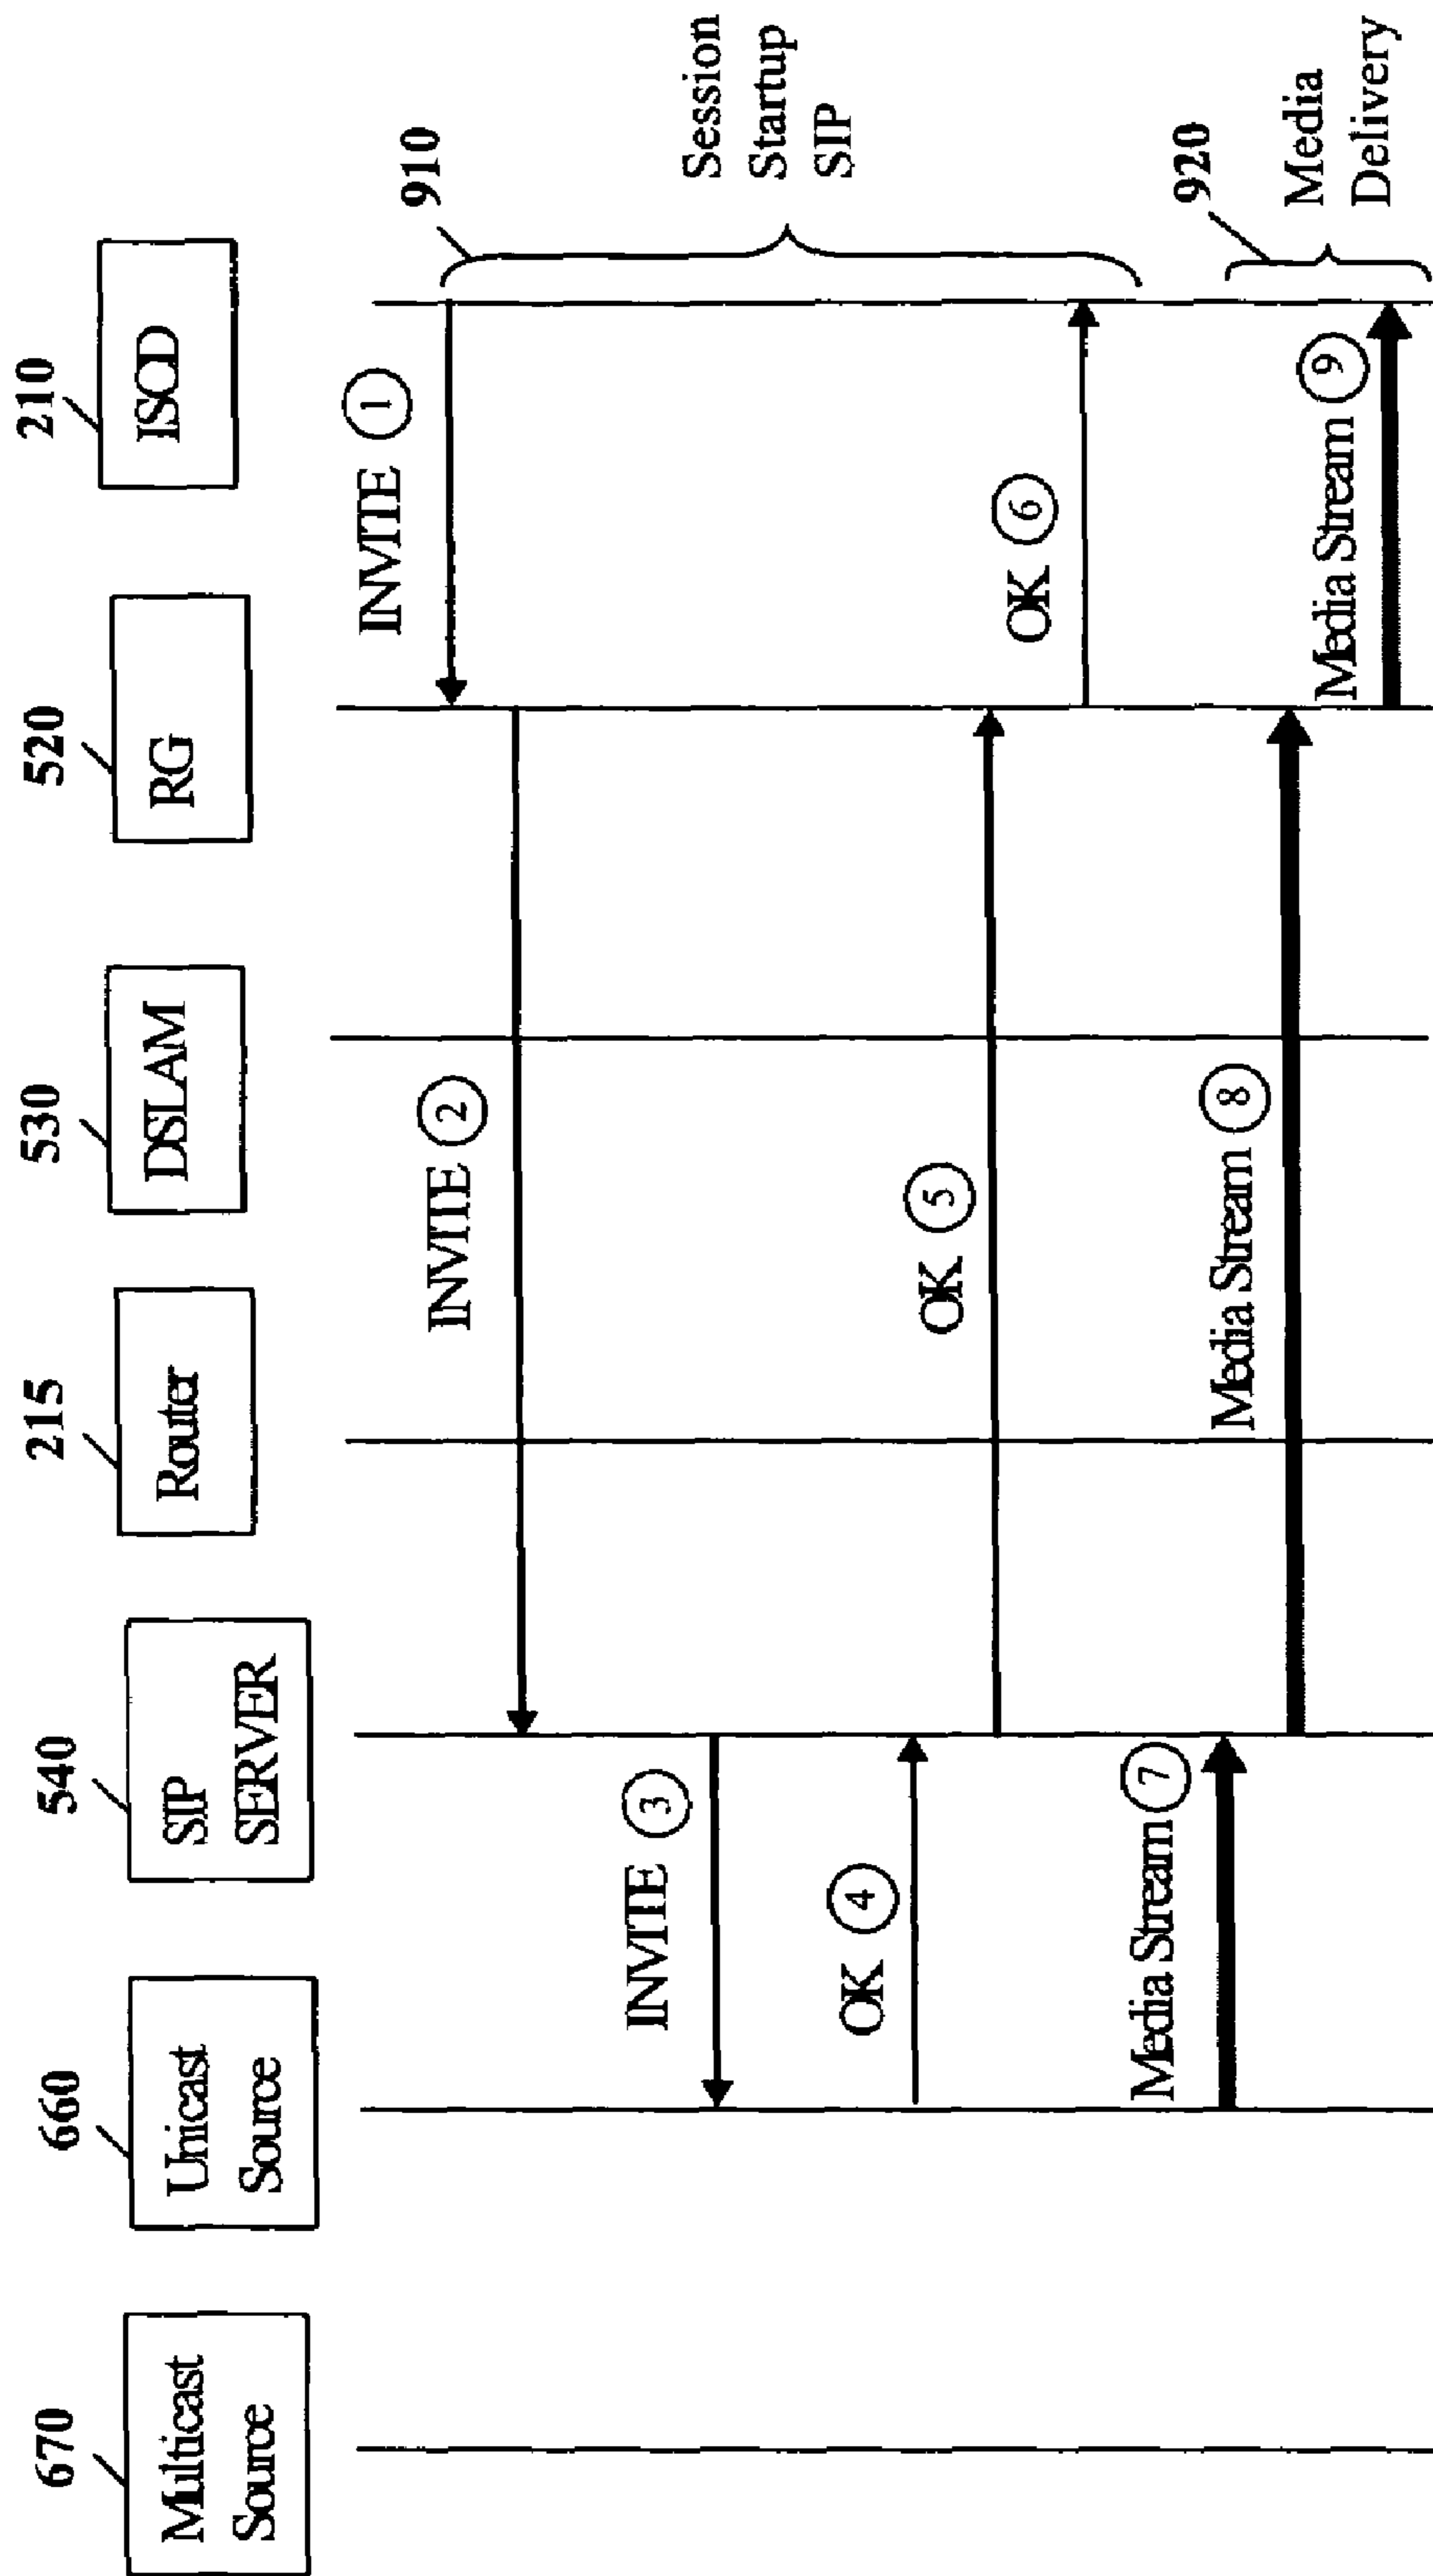 670
660
540
215
530
520
210
Multicast
Source
Unicast
Source
SIP
SERVER
Router
DSLAM
RG
ISOD
910
INVITE 1
INVITE 2
INVITE 3
OK 4
OK 5
OK 6
Session
Startup
SIP
920
Media Stream 7
Media Stream 8
Media Stream 9
Media
Delivery